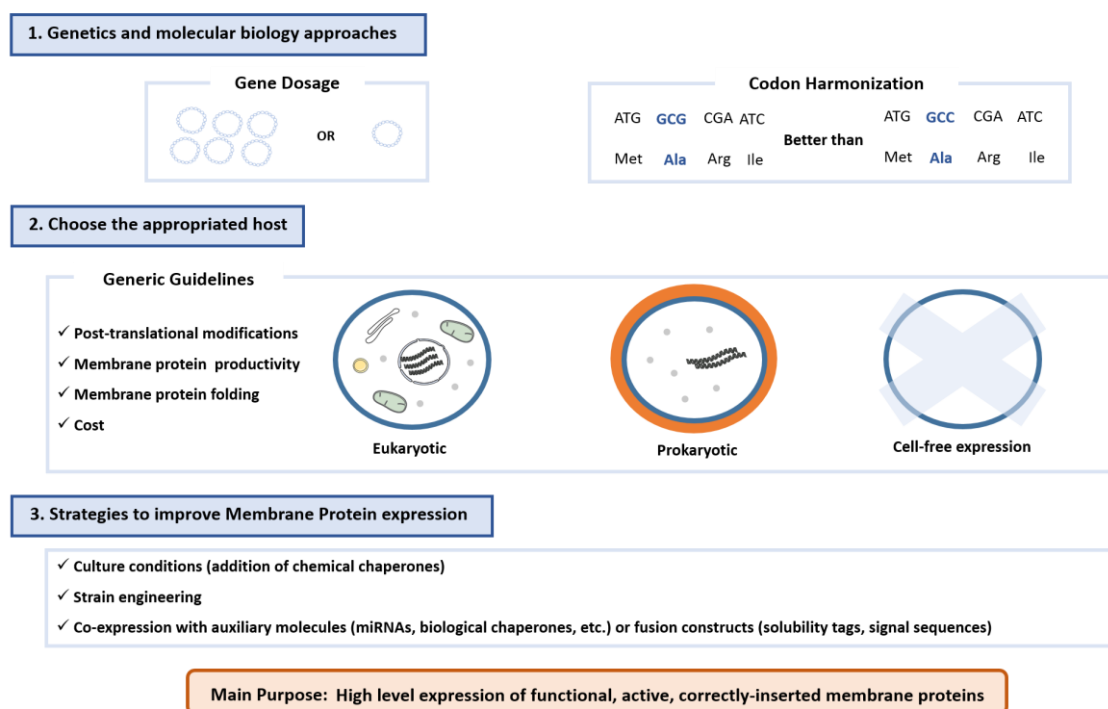 1. Genetics and molecular biology approaches
Gene Dosage
OR
Codon Harmonization
ATG GCG CGA ATC
Met Ala Arg Ile
Better than
ATG GCC CGA ATC
Met Ala Arg Ile
2. Choose the appropriated host
Generic Guidelines
✓ Post-translational modifications
✓ Membrane protein productivity
✓ Membrane protein folding
✓ Cost
Eukaryotic
Prokaryotic
Cell-free expression
3. Strategies to improve Membrane Protein expression
✓ Culture conditions (addition of chemical chaperones)
✓ Strain engineering
✓ Co-expression with auxiliary molecules (miRNAs, biological chaperones, etc.) or fusion constructs (solubility tags, signal sequences)
Main Purpose: High level expression of functional, active, correctly-inserted membrane proteins